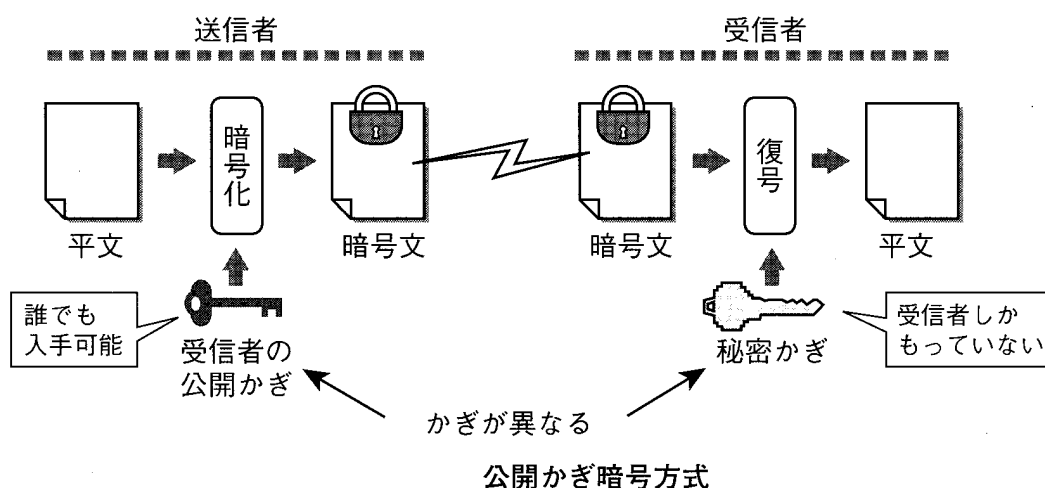 送信者
受信者
暗号化
復号
平文
暗号文
暗号文
平文
誰でも
入手可能
受信者の
公開かぎ
秘密かぎ
受信者しか
もっていない
かぎが異なる
公開かぎ暗号方式